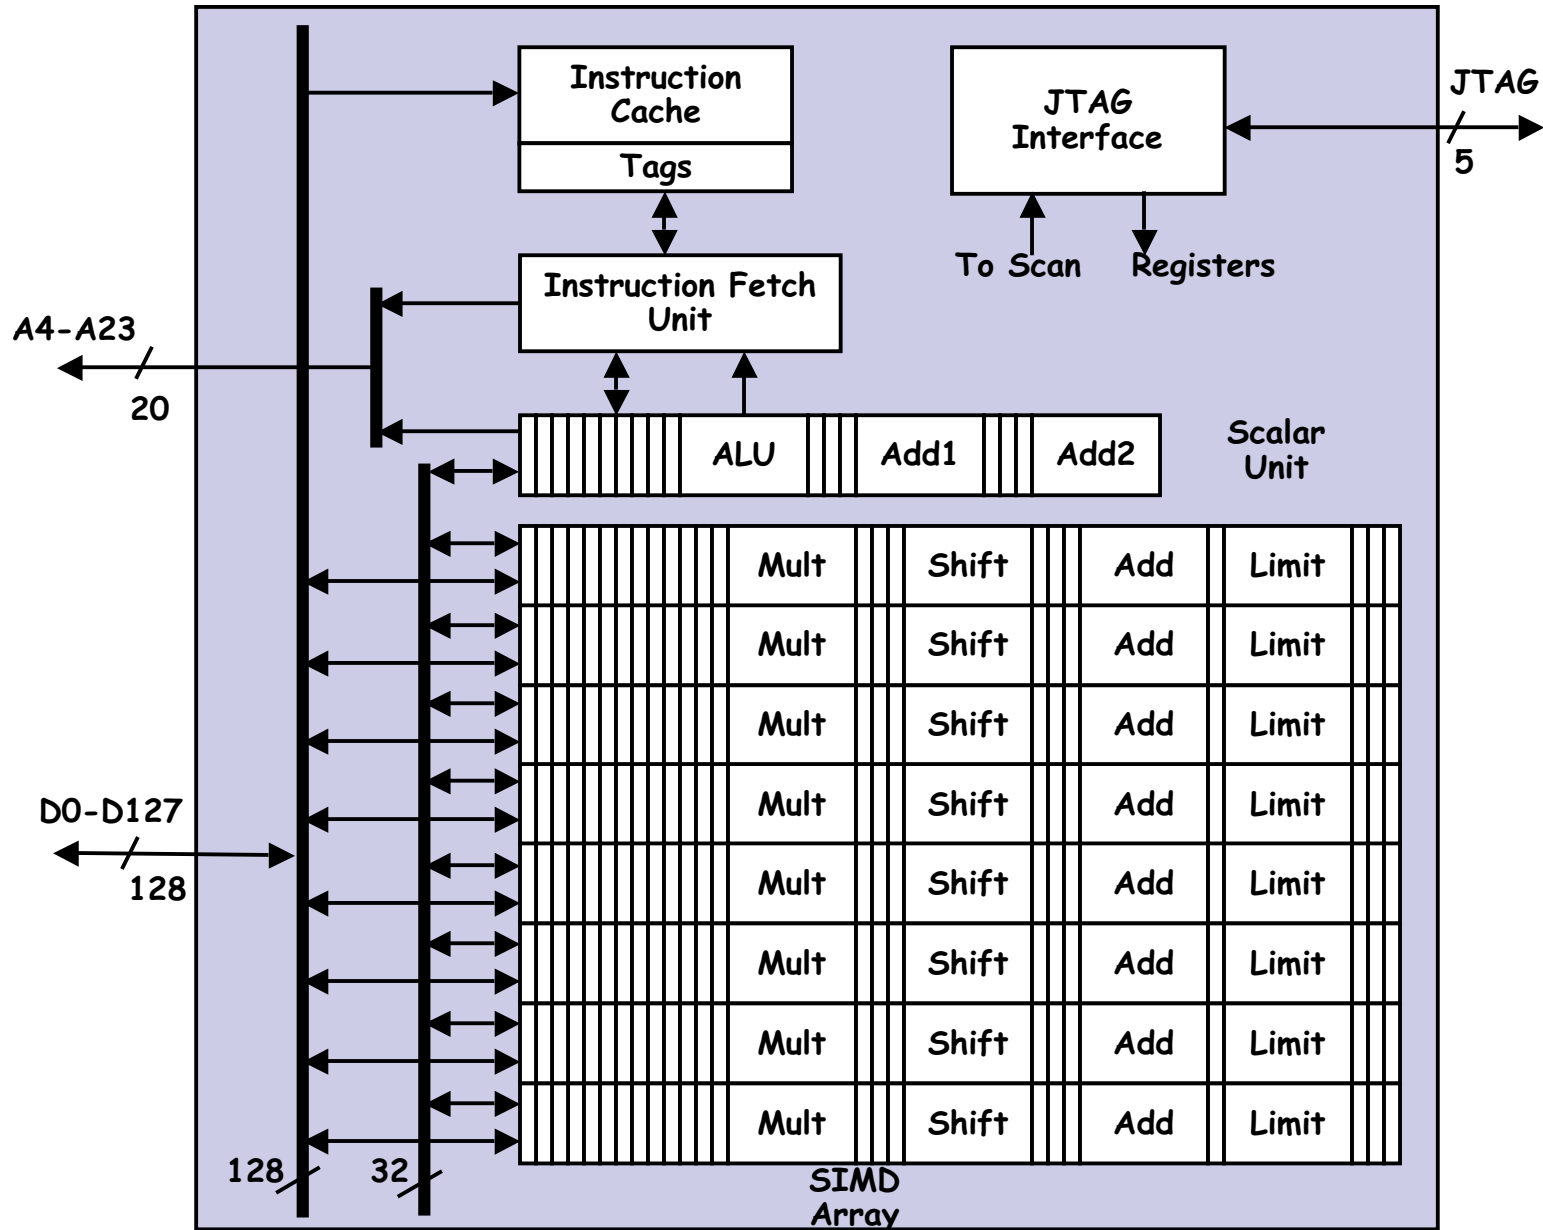 Instruction
Cache
Tags
JTAG
Interface
JTAG
5
To Scan
Registers
Instruction Fetch
Unit
A4-A23
20
ALU
Add1
Add2
Scalar
Unit
Mult
Shift
Add
Limit
Mult
Shift
Add
Limit
Mult
Shift
Add
Limit
Mult
Shift
Add
Limit
D0-D127
128
Mult
Shift
Add
Limit
Mult
Shift
Add
Limit
Mult
Shift
Add
Limit
Mult
Shift
Add
Limit
128
32
SIMD
Array